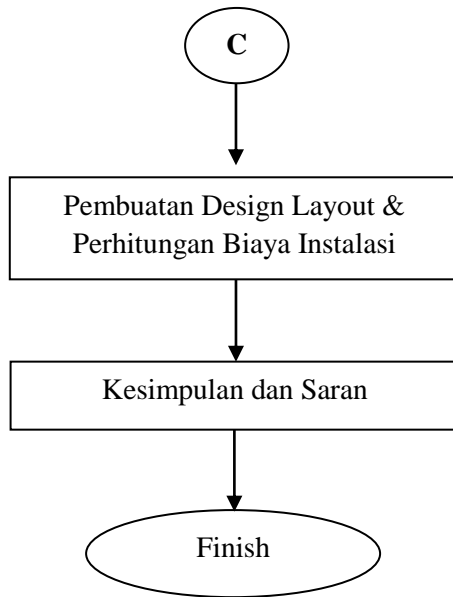 C
Pembuatan Design Layout &
Perhitungan Biaya Instalasi
Kesimpulan dan Saran
Finish